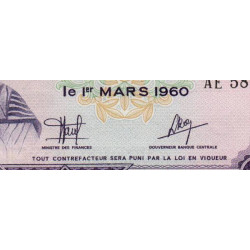 le 1er MARS 1960
AE 58
MINISTRE DES FINANCES
GOUVERNEUR BANQUE CENTRALE
TOUT CONTREFACTEUR SERA PUNI PAR LA LOI EN VIGUEUR